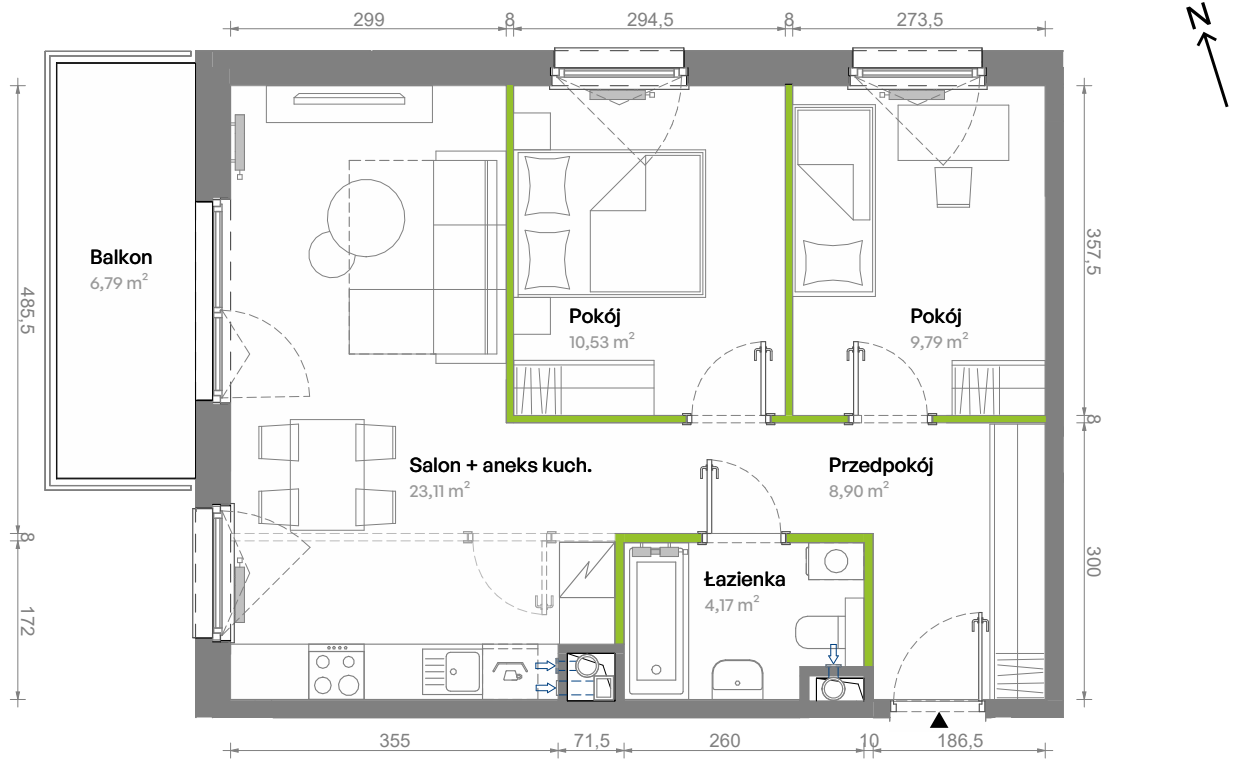 299
8
294,5
8
273,5
N
Balkon
6,79 m²
485,5
357,5
Pokój
10,53 m²
Pokój
9,79 m²
8
Salon + aneks kuch.
23,11 m²
Przedpokój
8,90 m²
8
Łazienka
4,17 m²
300
172
355
71,5
260
10
186,5